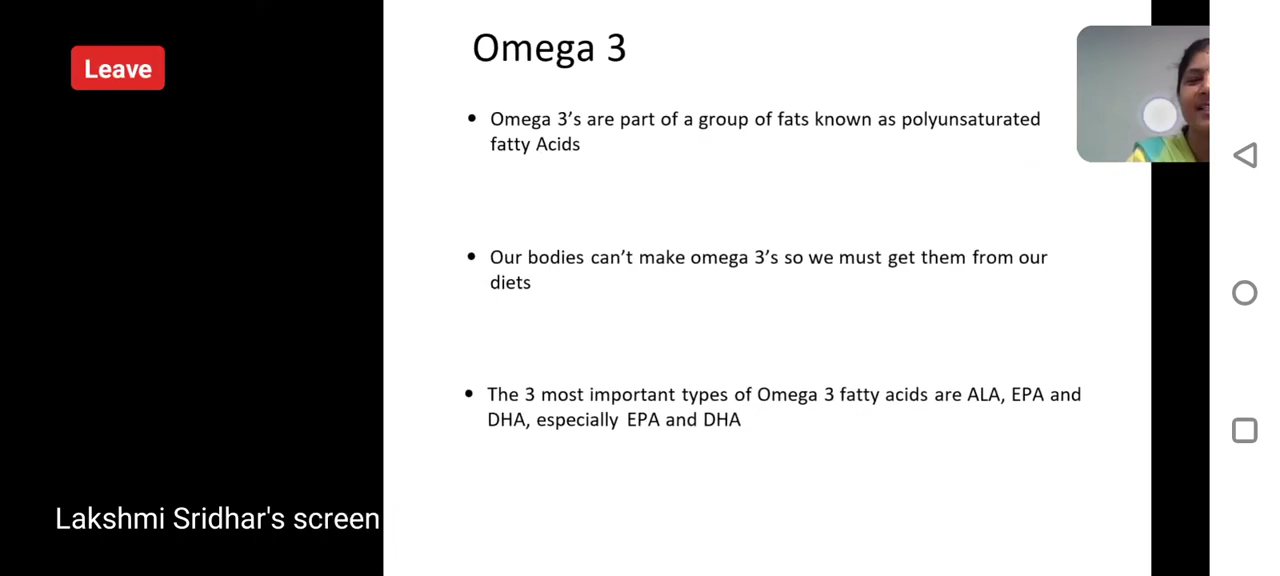 Leave
Omega 3
• Omega 3’s are part of a group of fats known as polyunsaturated
fatty Acids
• Our bodies can’t make omega 3’s so we must get them from our
diets
• The 3 most important types of Omega 3 fatty acids are ALA, EPA and
DHA, especially EPA and DHA
Lakshmi Sridhar's screen